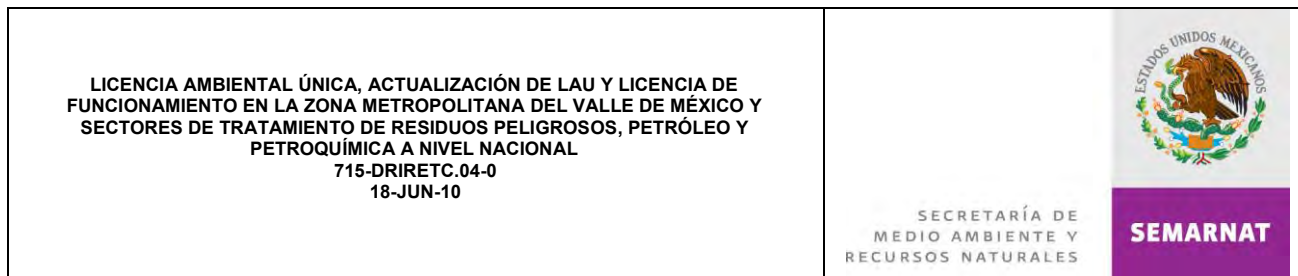 LICENCIA AMBIENTAL ÚNICA, ACTUALIZACIÓN DE LAU Y LICENCIA DE
FUNCIONAMIENTO EN LA ZONA METROPOLITANA DEL VALLE DE MÉXICO Y
SECTORES DE TRATAMIENTO DE RESIDUOS PELIGROSOS, PETRÓLEO Y
PETROQUÍMICA A NIVEL NACIONAL
715-DRIRETC.04-0
18-JUN-10
ESTADOS UNIDOS MEXICANOS
SECRETARÍA DE
MEDIO AMBIENTE Y
RECURSOS NATURALES
SEMARNAT